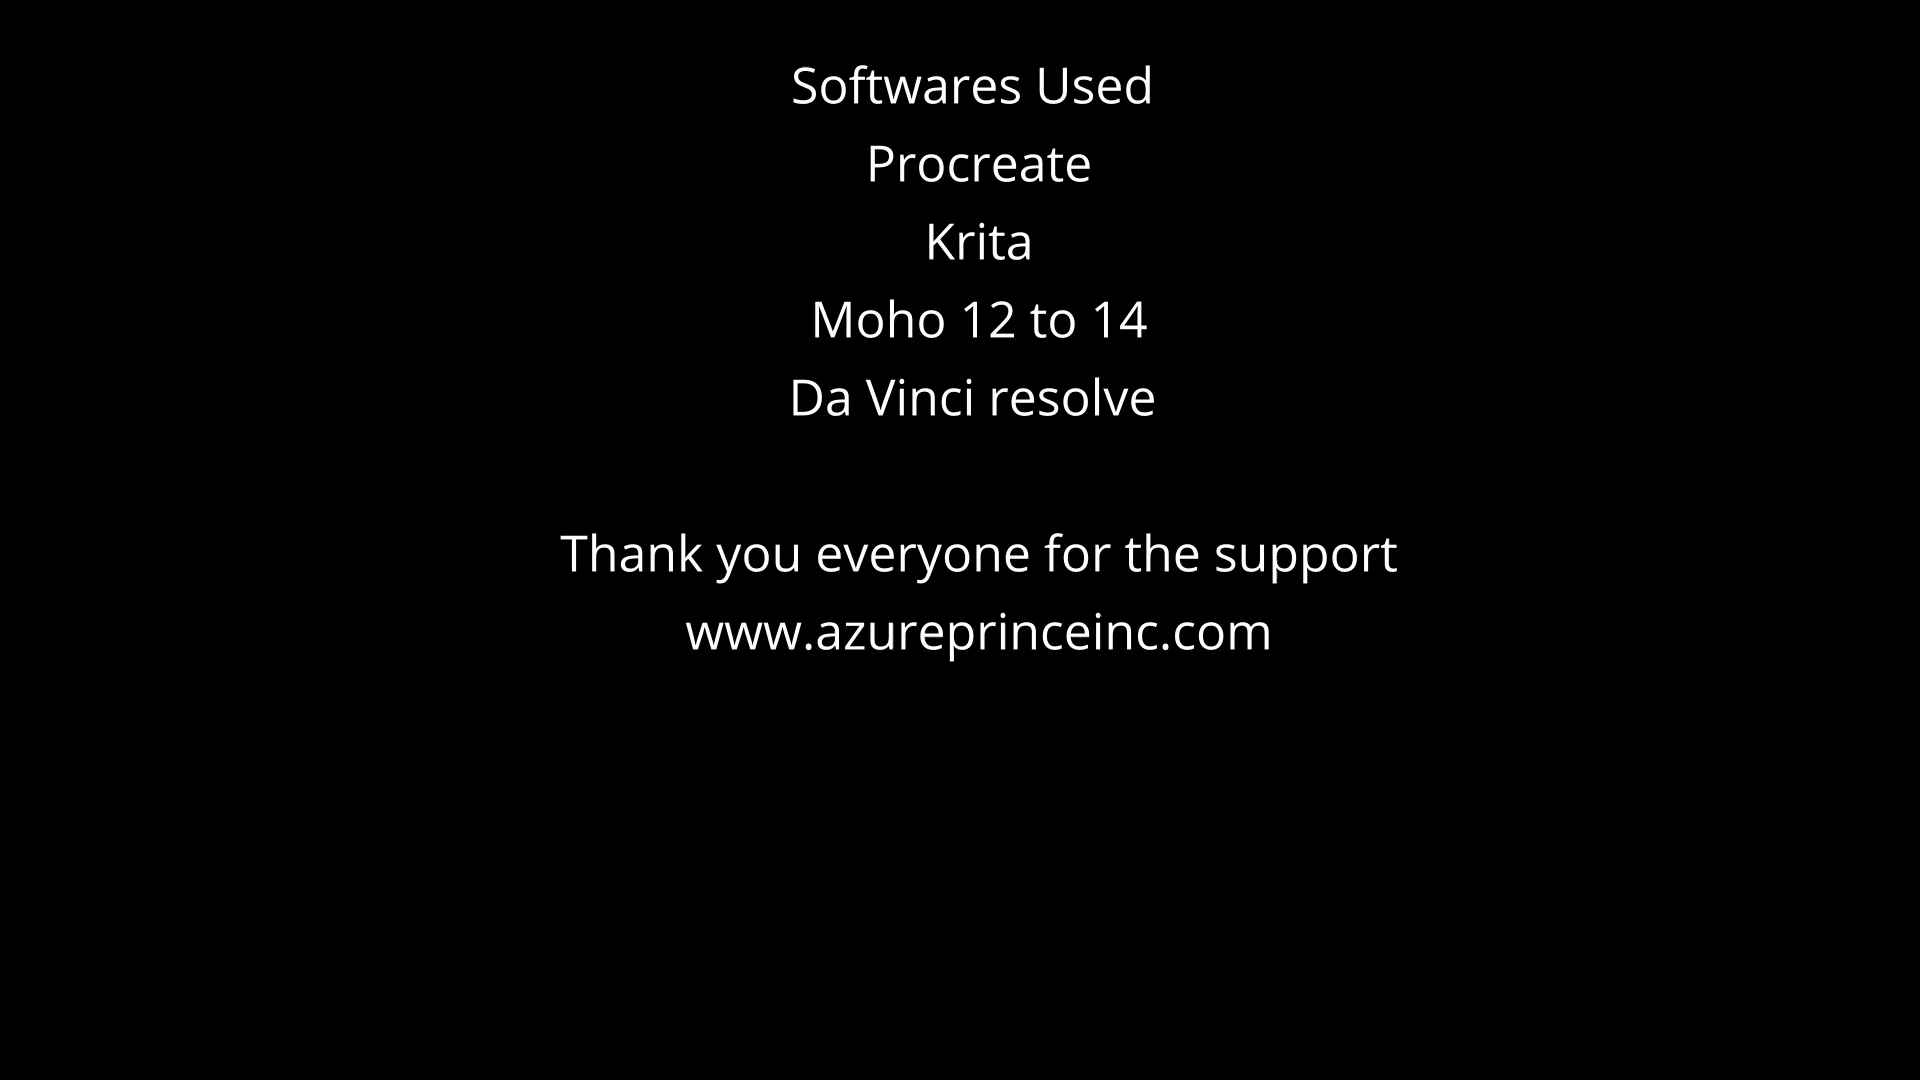 Softwares Used
Procreate
Krita
Moho 12 to 14
Da Vinci resolve
Thank you everyone for the support
www.azureprinceinc.com